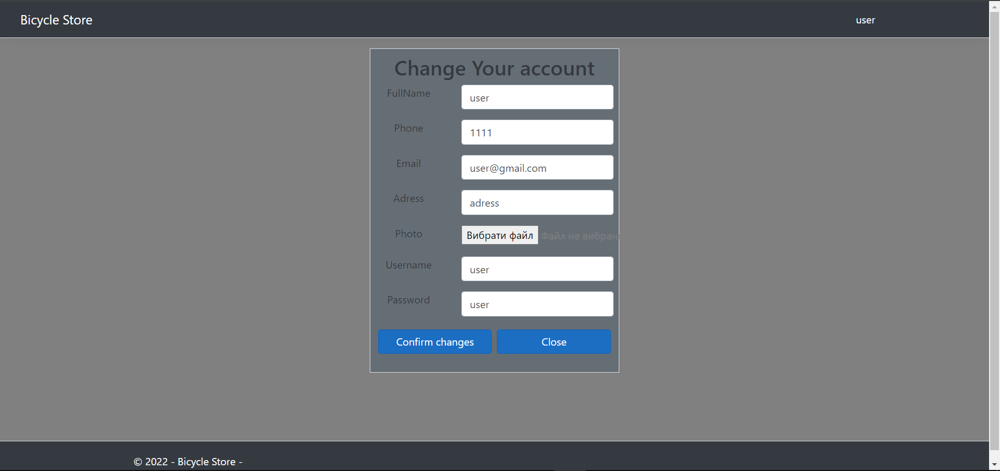 Bicycle Store
user
Change Your account
FullName
user
Phone
1111
Email
user@gmail.com
Adress
adress
Photo
Вибрати файл
Файл не вибран
Username
user
Password
user
Confirm changes
Close
© 2022 - Bicycle Store -